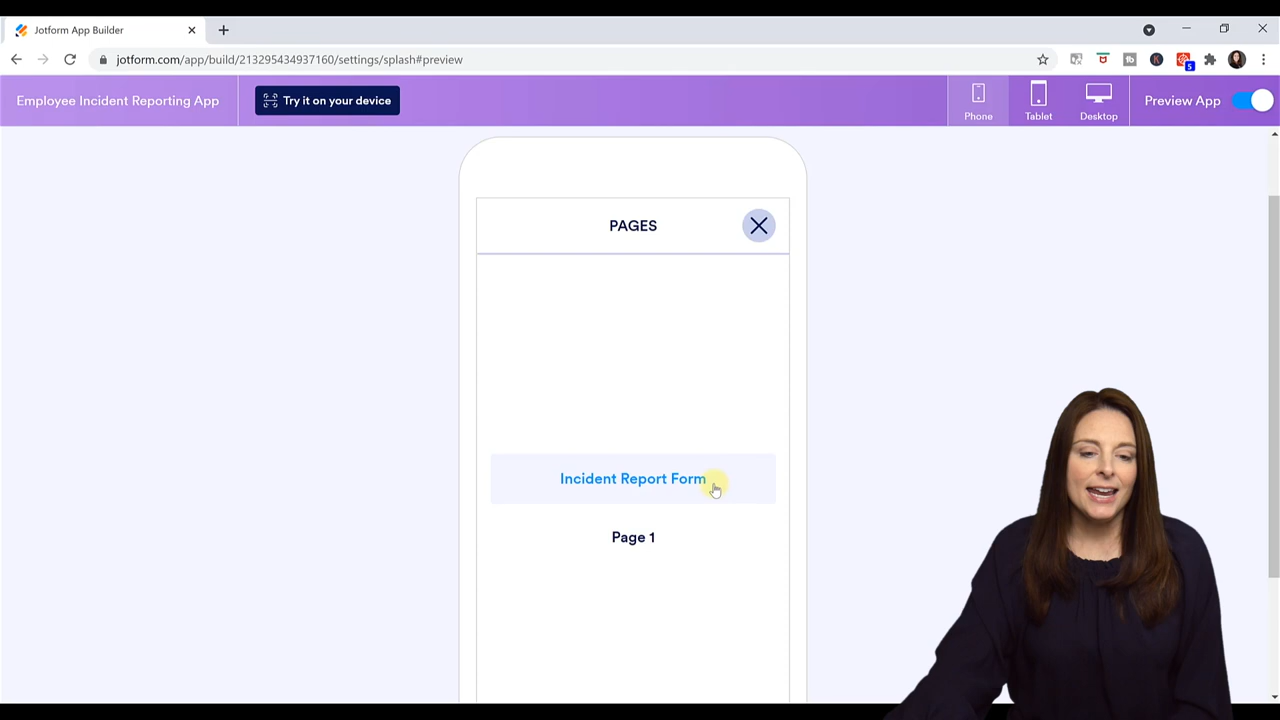 Jotform App Builder
jotform.com/app/build/213295434937160/settings/splash#preview
5
Employee Incident Reporting App
Try it on your device
Phone
Tablet
Desktop
Preview App
PAGES
Incident Report Form
Page 1